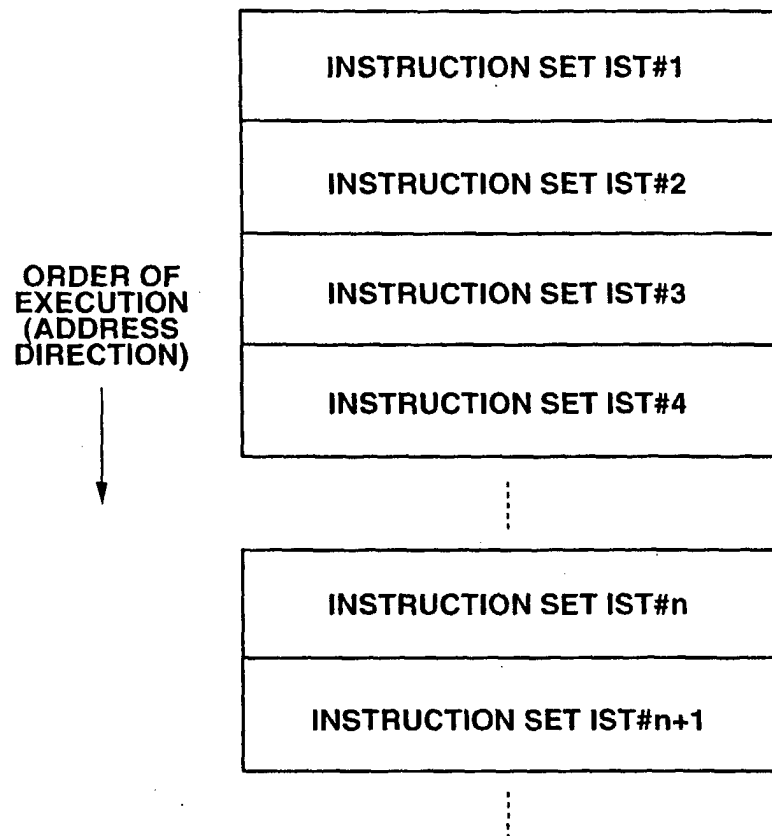 INSTRUCTION SET IST#1
INSTRUCTION SET IST#2
ORDER OF
EXECUTION
(ADDRESS
DIRECTION)
INSTRUCTION SET IST#3
INSTRUCTION SET IST#4
INSTRUCTION SET IST#n
INSTRUCTION SET IST#n+1